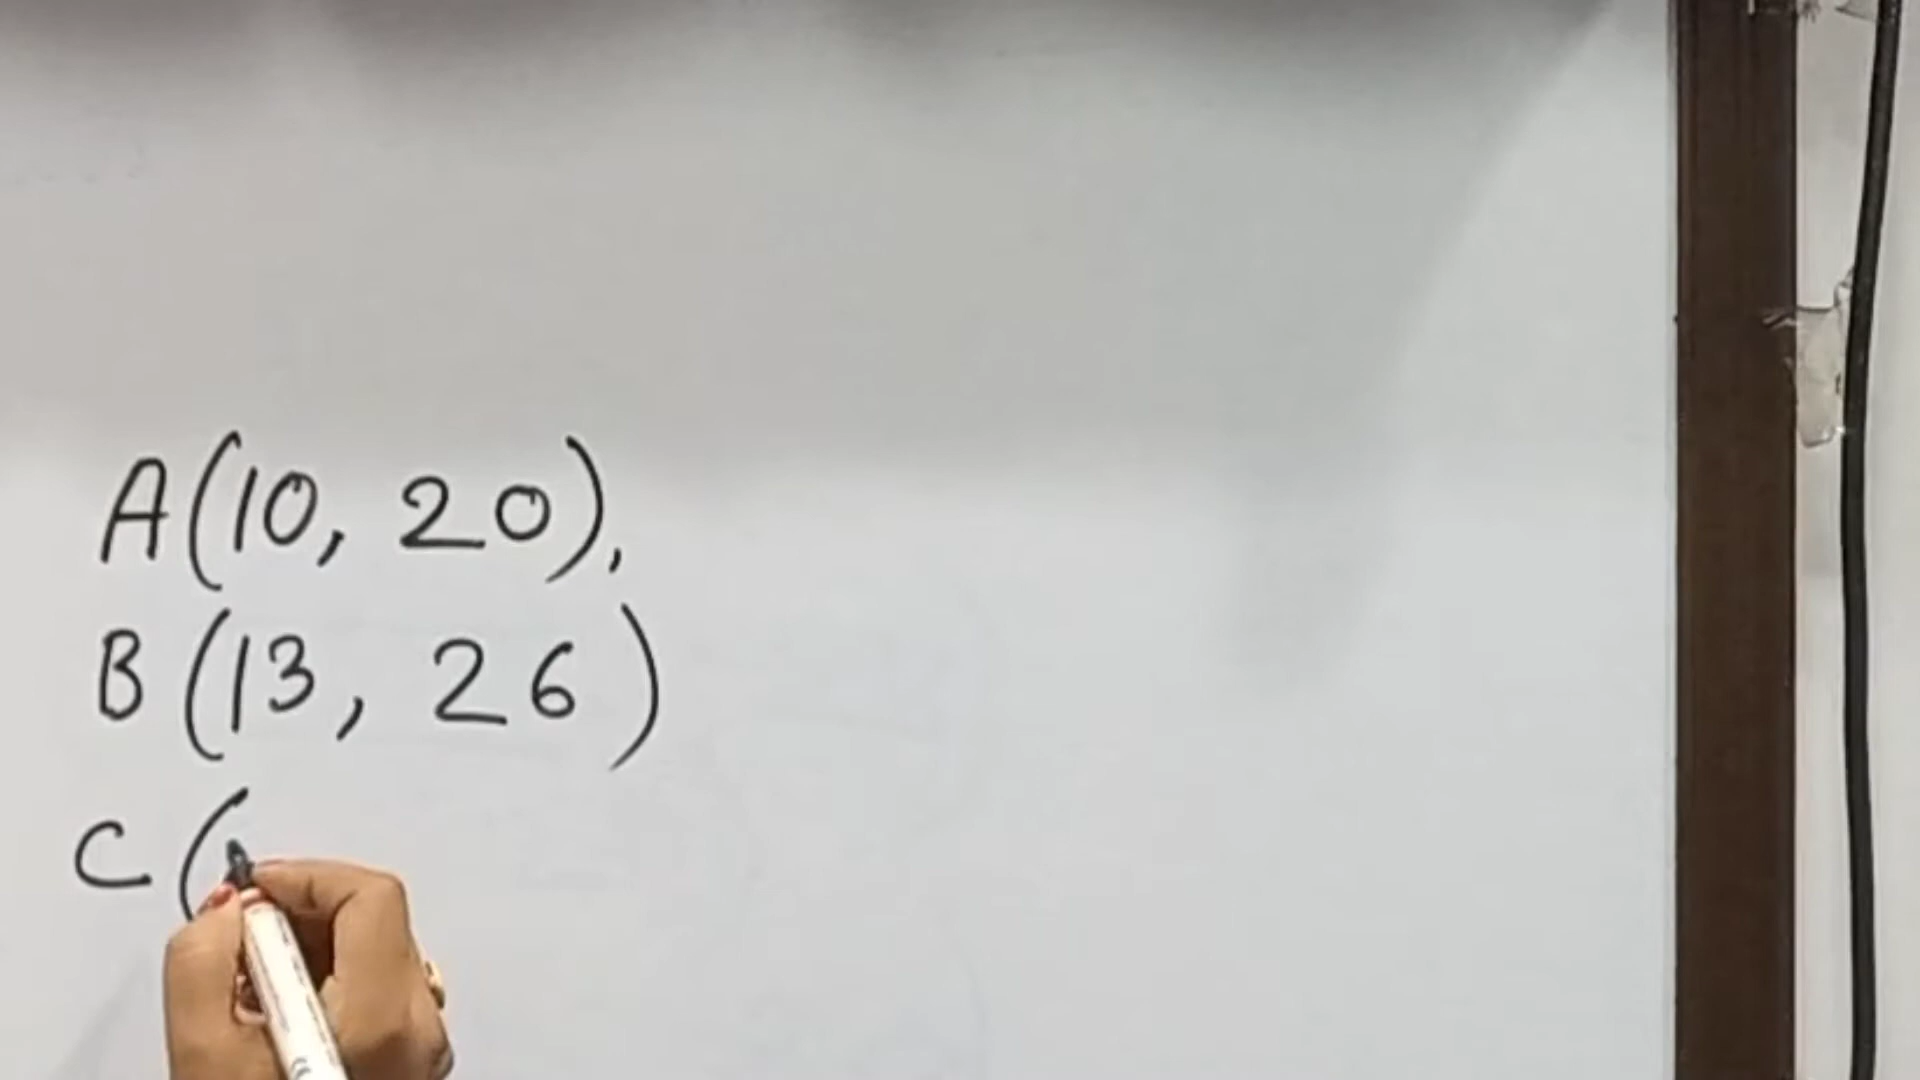 A(10, 20),
B(13, 26)
C(